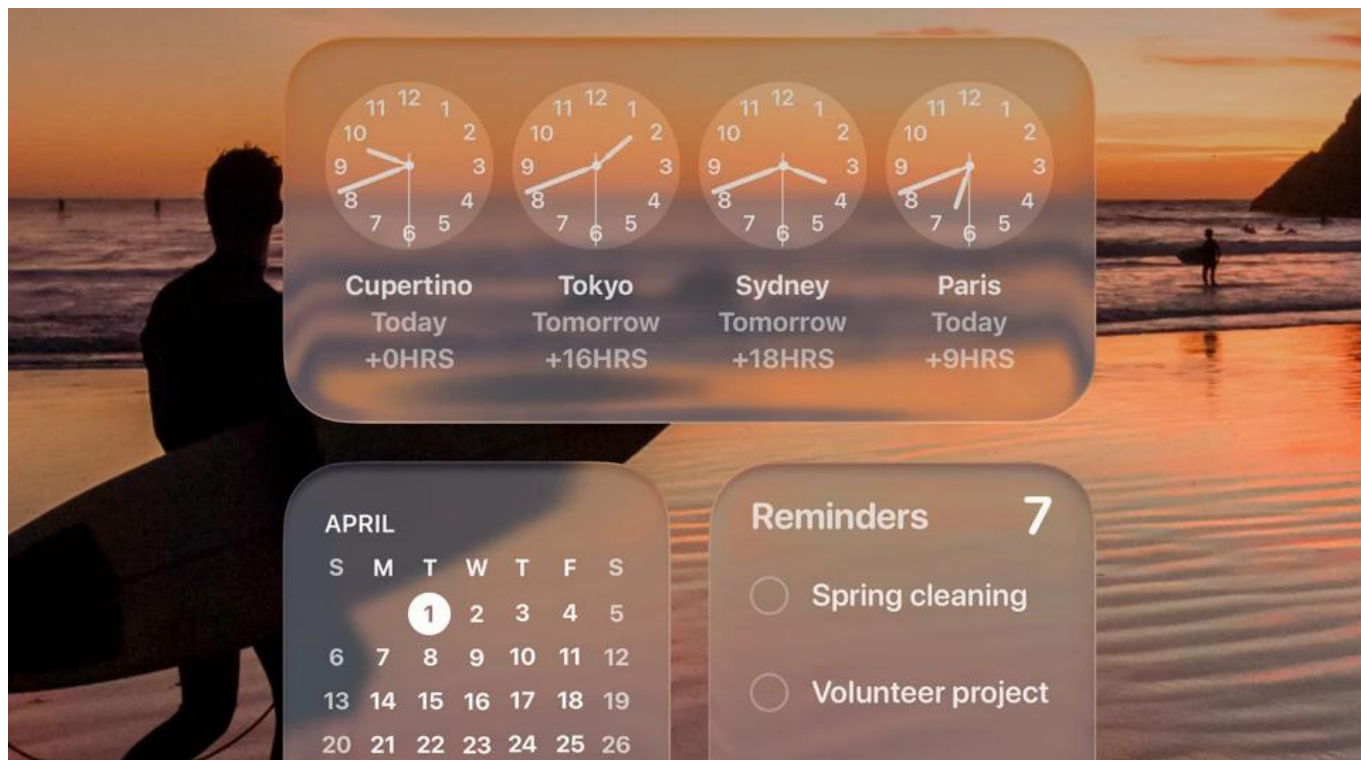 12 1 2 3 4 5 6 7 8 9 10 11
12 1 2 3 4 5 6 7 8 9 10 11
12 1 2 3 4 5 6 7 8 9 10 11
12 1 2 3 4 5 6 7 8 9 10 11
Cupertino
Today
+0HRS
Tokyo
Tomorrow
+16HRS
Sydney
Tomorrow
+18HRS
Paris
Today
+9HRS
APRIL
S M T W T F S
1 2 3 4 5
6 7 8 9 10 11 12
13 14 15 16 17 18 19
20 21 22 23 24 25 26
Reminders 7
Spring cleaning
Volunteer project